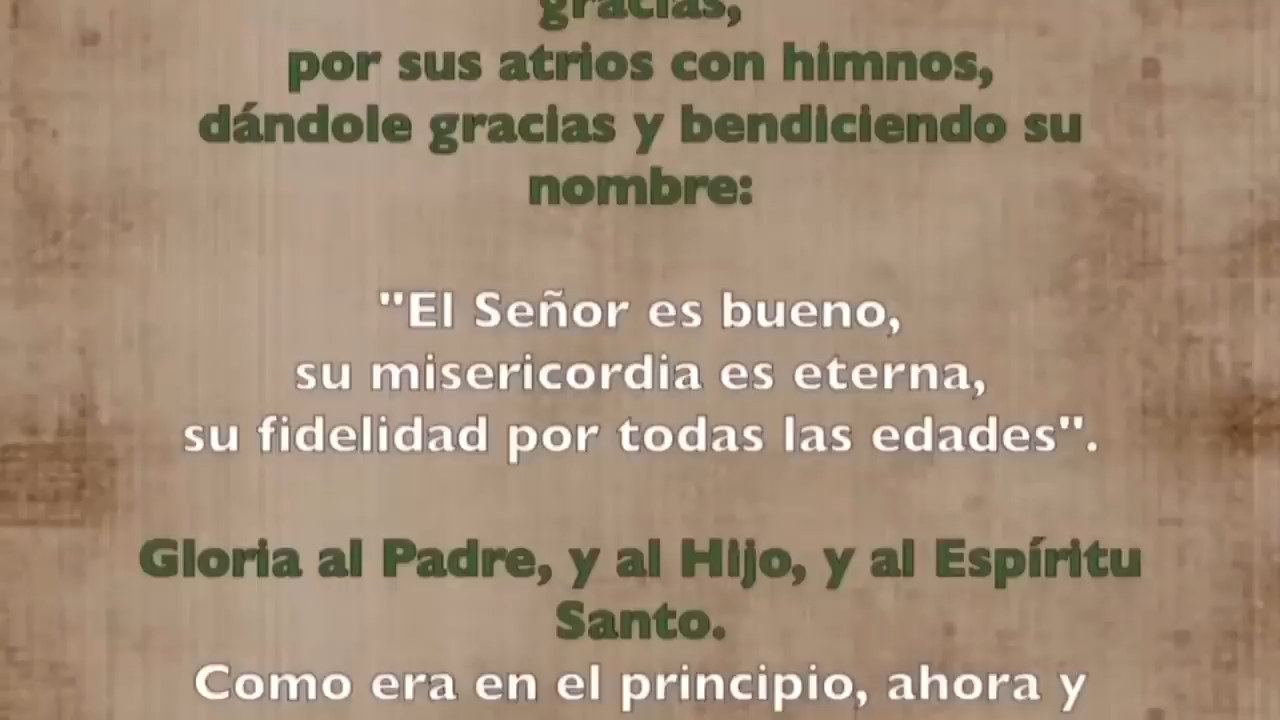 gracias,
por sus atrios con himnos,
dándole gracias y bendiciendo su
nombre:
"El Señor es bueno,
su misericordia es eterna,
su fidelidad por todas las edades".
Gloria al Padre, y al Hijo, y al Espíritu
Santo.
Como era en el principio, ahora y